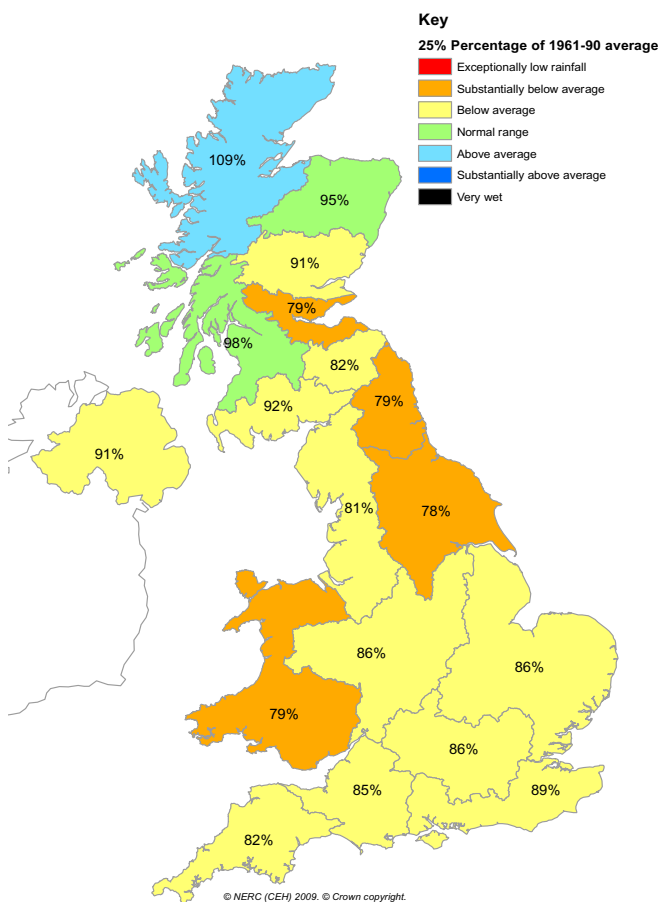 Key
25% Percentage of 1961-90 average
Exceptionally low rainfall
Substantially below average
Below average
Normal range
Above average
Substantially above average
Very wet
109%
95%
91%
79%
98%
82%
92%
79%
91%
81%
78%
86%
86%
79%
86%
85%
89%
82%
© NERC (CEH) 2009. © Crown copyright.